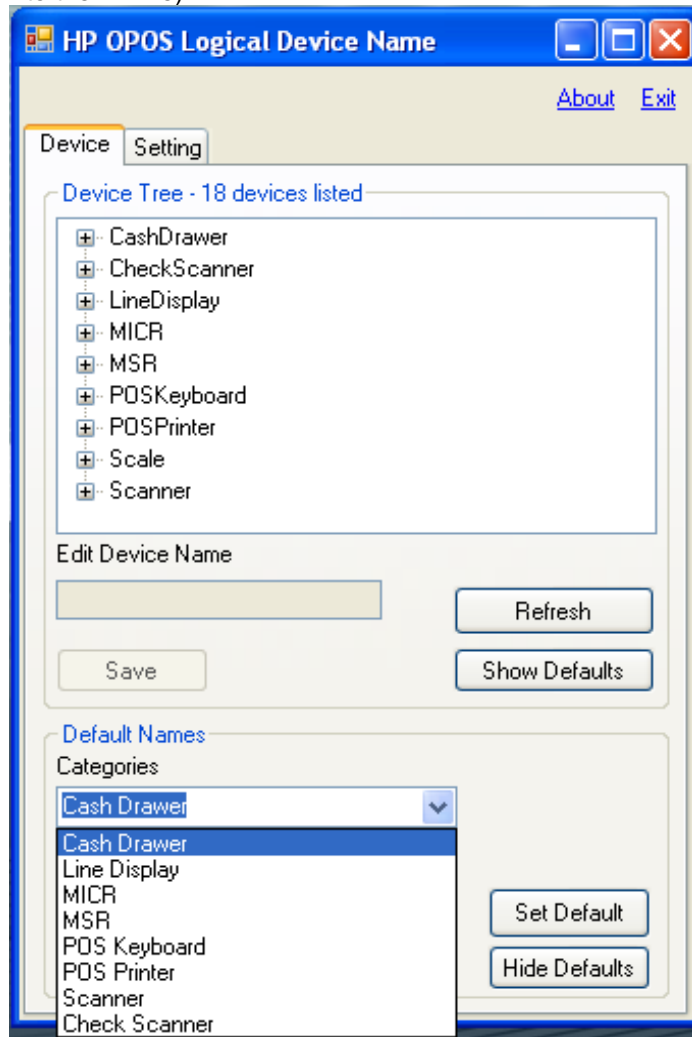 HP OPOS Logical Device Name
About Exit
Device Setting
Device Tree - 18 devices listed
CashDrawer
CheckScanner
LineDisplay
MICR
MSR
POSKeyboard
POSPrinter
Scale
Scanner
Edit Device Name
Refresh
Save Show Defaults
Default Names
Categories
Cash Drawer
Cash Drawer
Line Display
MICR
MSR
Set Default
POS Keyboard
POS Printer
Hide Defaults
Scanner
Check Scanner